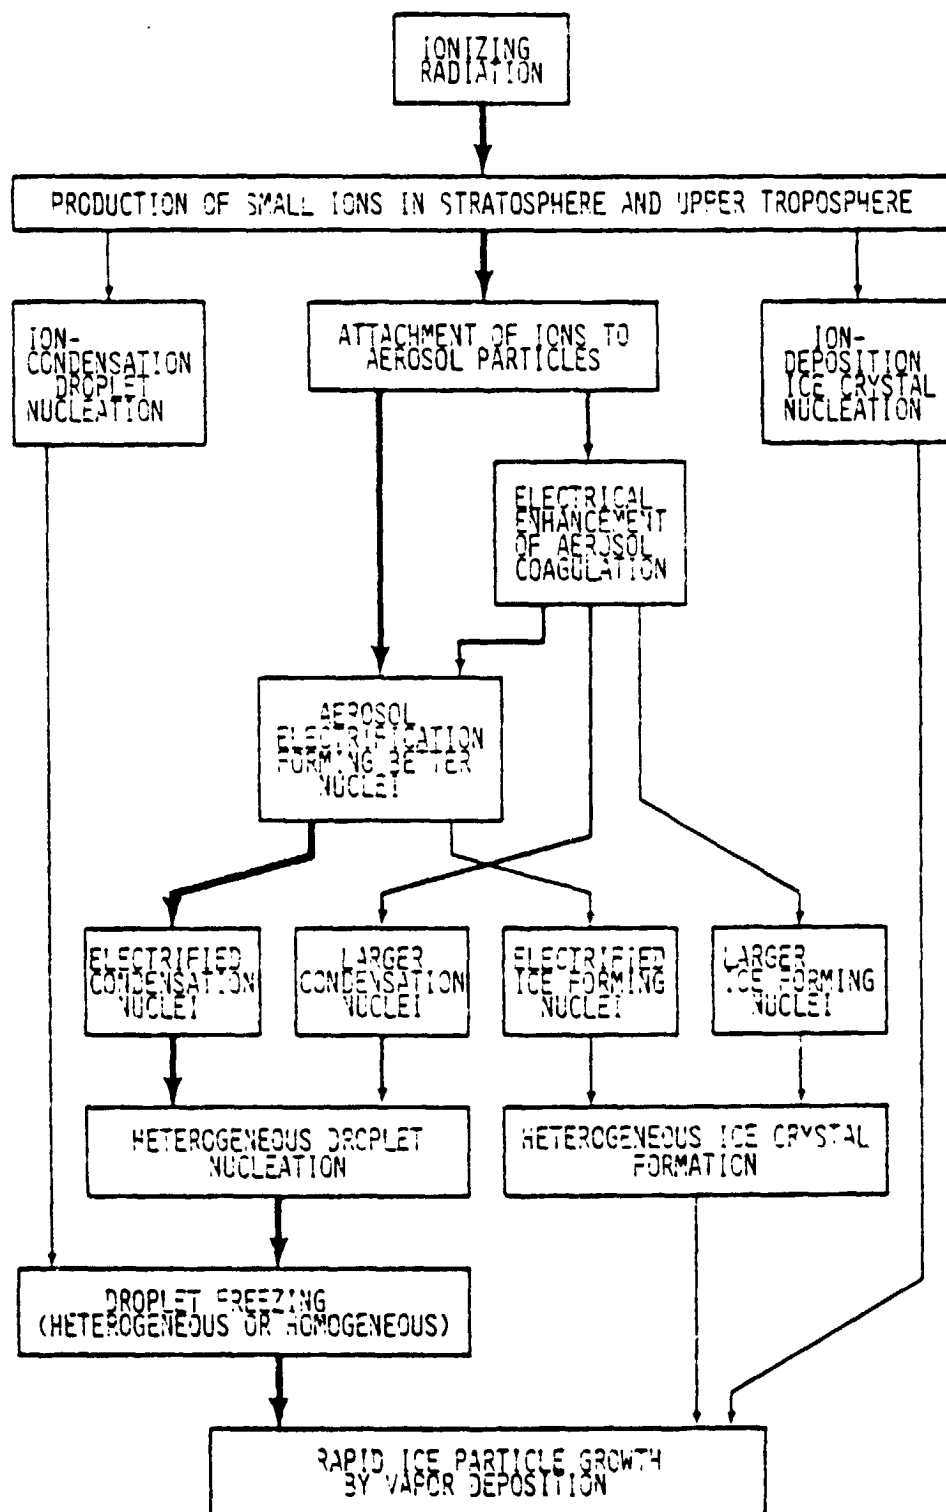 IONIZING
RADIATION
PRODUCTION OF SMALL IONS IN STRATOSPHERE AND UPPER TROPOSPHERE
ION-
CONDENSATION
DROPLET
NUCLEATION
ATTACHMENT OF IONS TO
AEROSOL PARTICLES
ION-
DEPOSITION
ICE CRYSTAL
NUCLEATION
ELECTRICAL
ENHANCEMENT
OF AEROSOL
COAGULATION
AEROSOL
ELECTRIFICATION
FORMING BETTER
NUCLEI
ELECTRIFIED
CONDENSATION
NUCLEI
LARGER
CONDENSATION
NUCLEI
ELECTRIFIED
ICE FORMING
NUCLEI
LARGER
ICE FORMING
NUCLEI
HETEROGENEOUS DROPLET
NUCLEATION
HETEROGENEOUS ICE CRYSTAL
FORMATION
DROPLET FREEZING
(HETEROGENEOUS OR HOMOGENEOUS)
RAPID ICE PARTICLE GROWTH
BY VAPOR DEPOSITION